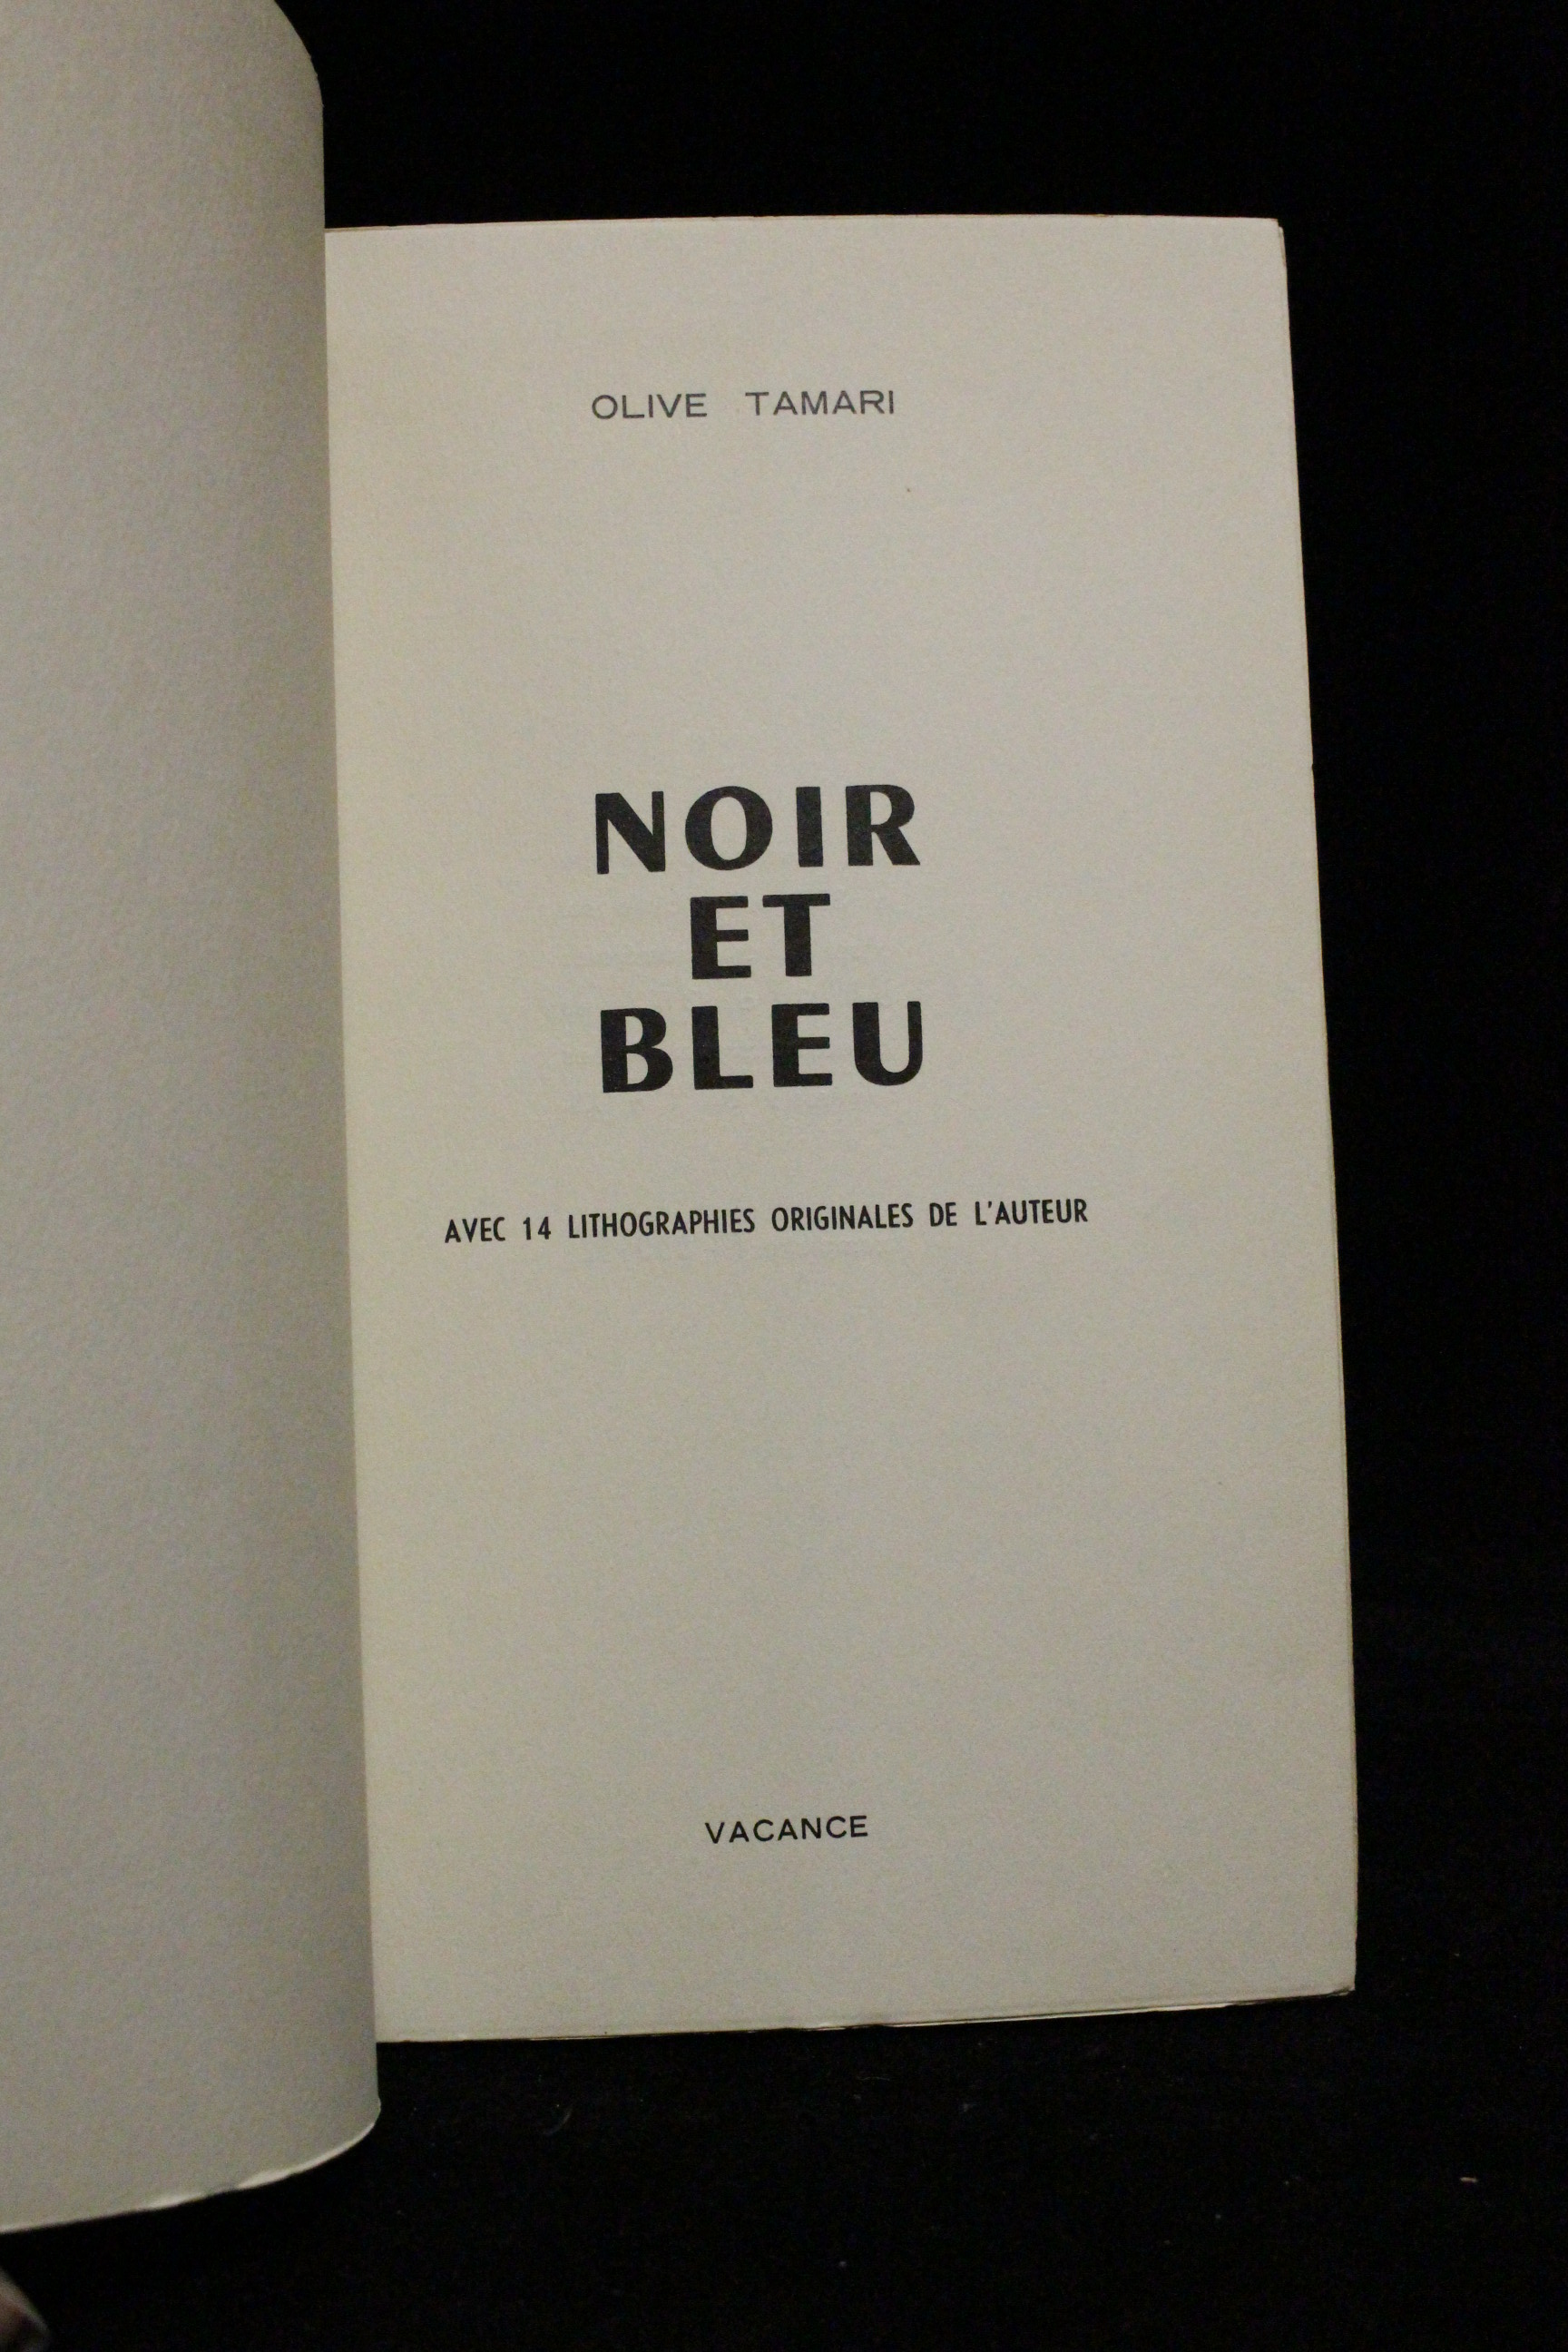 OLIVE TAMARI
NOIR
ET
BLEU
AVEC 14 LITHOGRAPHIES ORIGINALES DE L'AUTEUR
VACANCE